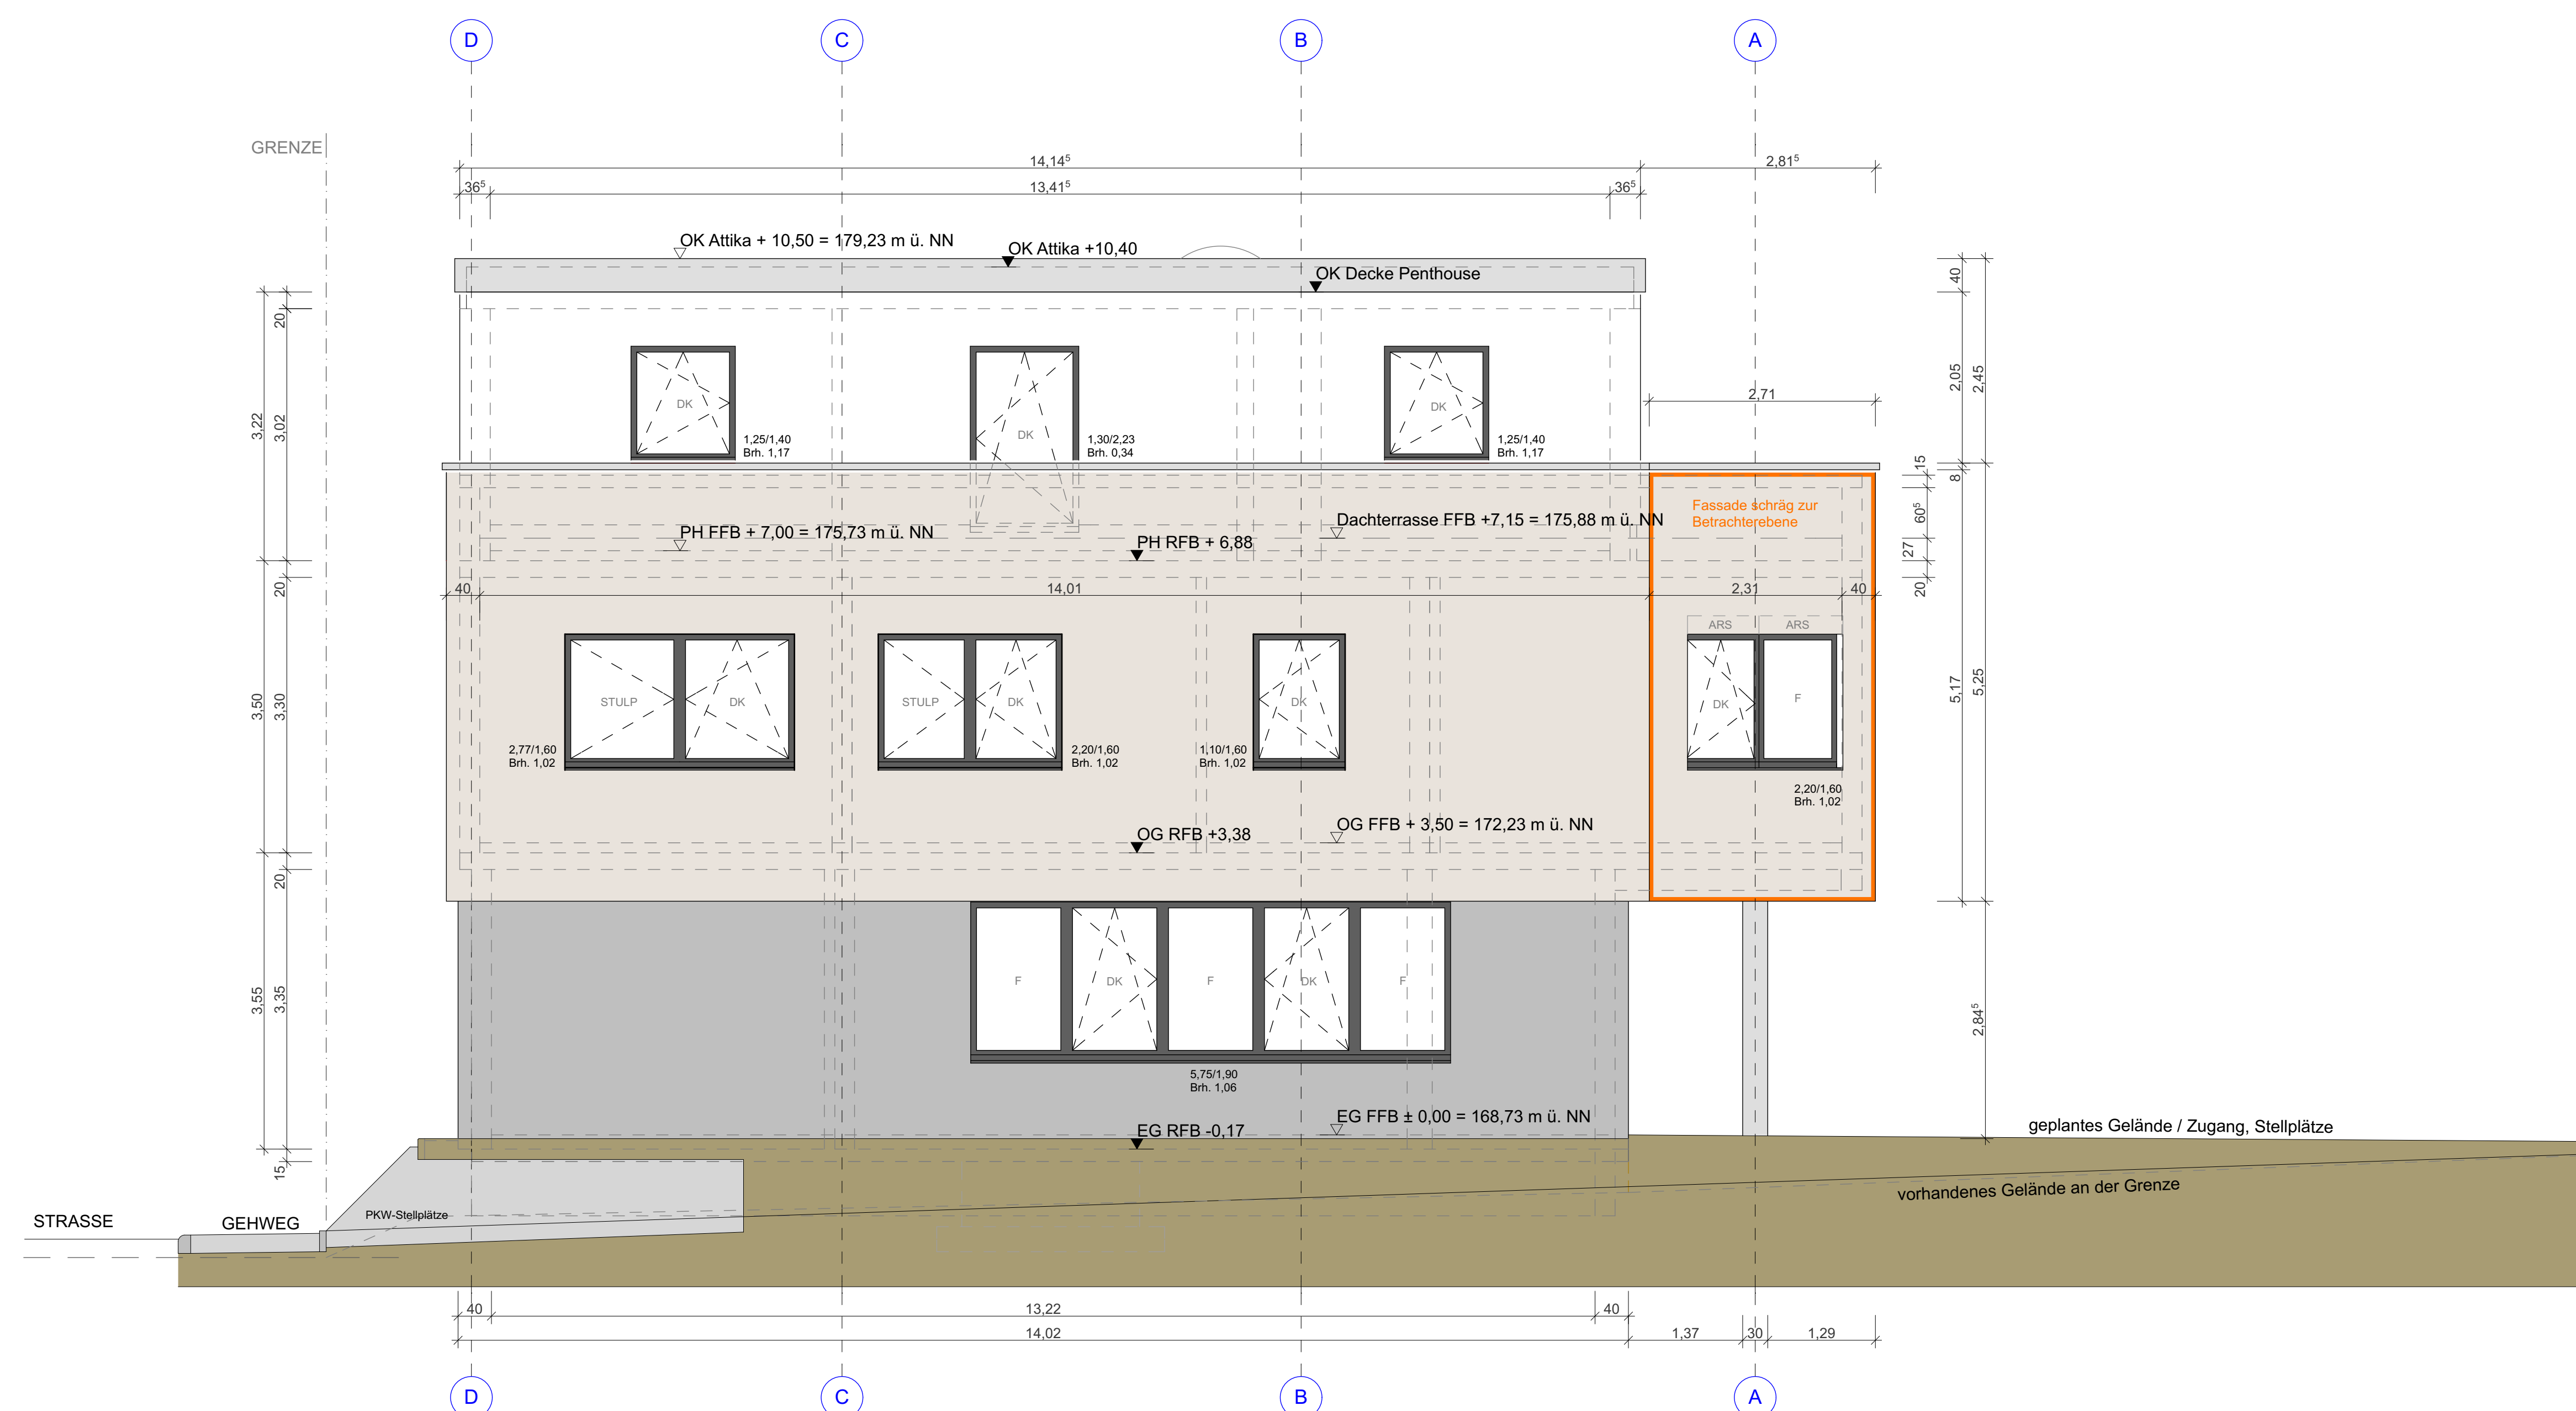 D
C
B
A
GRENZE
14,14⁵
2,81⁵
36⁵
13,41⁵
36⁵
OK Attika + 10,50 = 179,23 m ü. NN
OK Attika +10,40
OK Decke Penthouse
40
20
2,05
2,45
3,22
3,02
DK
1,25/1,40
Brh. 1,17
DK
1,30/2,23
Brh. 0,34
DK
1,25/1,40
Brh. 1,17
2,71
15
8
60⁵
27
20
Fassade schräg zur
Betrachterebene
PH FFB + 7,00 = 175,73 m ü. NN
PH RFB + 6,88
Dachterrasse FFB +7,15 = 175,88 m ü. NN
20
40
14,01
2,31
40
ARS
ARS
3,50
3,30
STULP
DK
2,77/1,60
Brh. 1,02
STULP
DK
2,20/1,60
Brh. 1,02
DK
1,10/1,60
Brh. 1,02
DK
F
2,20/1,60
Brh. 1,02
5,17
5,25
OG RFB +3,38
OG FFB + 3,50 = 172,23 m ü. NN
20
3,55
3,35
F
DK
F
DK
F
5,75/1,90
Brh. 1,06
2,84⁵
EG RFB -0,17
EG FFB ± 0,00 = 168,73 m ü. NN
geplantes Gelände / Zugang, Stellplätze
15
vorhandenes Gelände an der Grenze
STRASSE
GEHWEG
PKW-Stellplätze
40
13,22
40
14,02
1,37
30
1,29
D
C
B
A